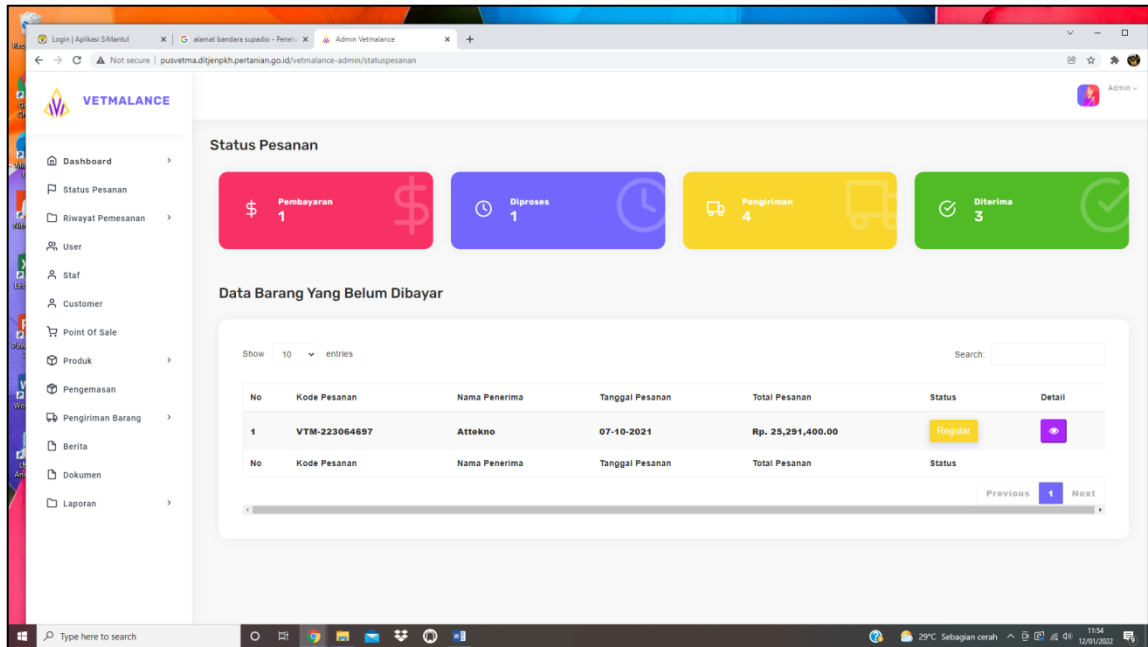 Login | Aplikasi SiMantul
alamat bandara supadio - Penel
Admin Vetmalance
Not secure | pusvetma.ditjenpkh.pertanian.go.id/vetmalance-admin/statuspesanan
VETMALANCE
Admin
Dashboard
Status Pesanan
Riwayat Pemesanan
User
Staf
Customer
Point Of Sale
Produk
Pengemasan
Pengiriman Barang
Berita
Dokumen
Laporan
Status Pesanan
Pembayaran
1
Diproses
1
Pengiriman
4
Diterima
3
Data Barang Yang Belum Dibayar
Show 10 entries
Search:
No Kode Pesanan Nama Penerima Tanggal Pesanan Total Pesanan Status Detail
1 VTM-223064697 Attekno 07-10-2021 Rp. 25,291,400.00 Regular
No Kode Pesanan Nama Penerima Tanggal Pesanan Total Pesanan Status
Previous 1 Next
Type here to search
29°C Sebagian cerah
11:54
12/01/2022